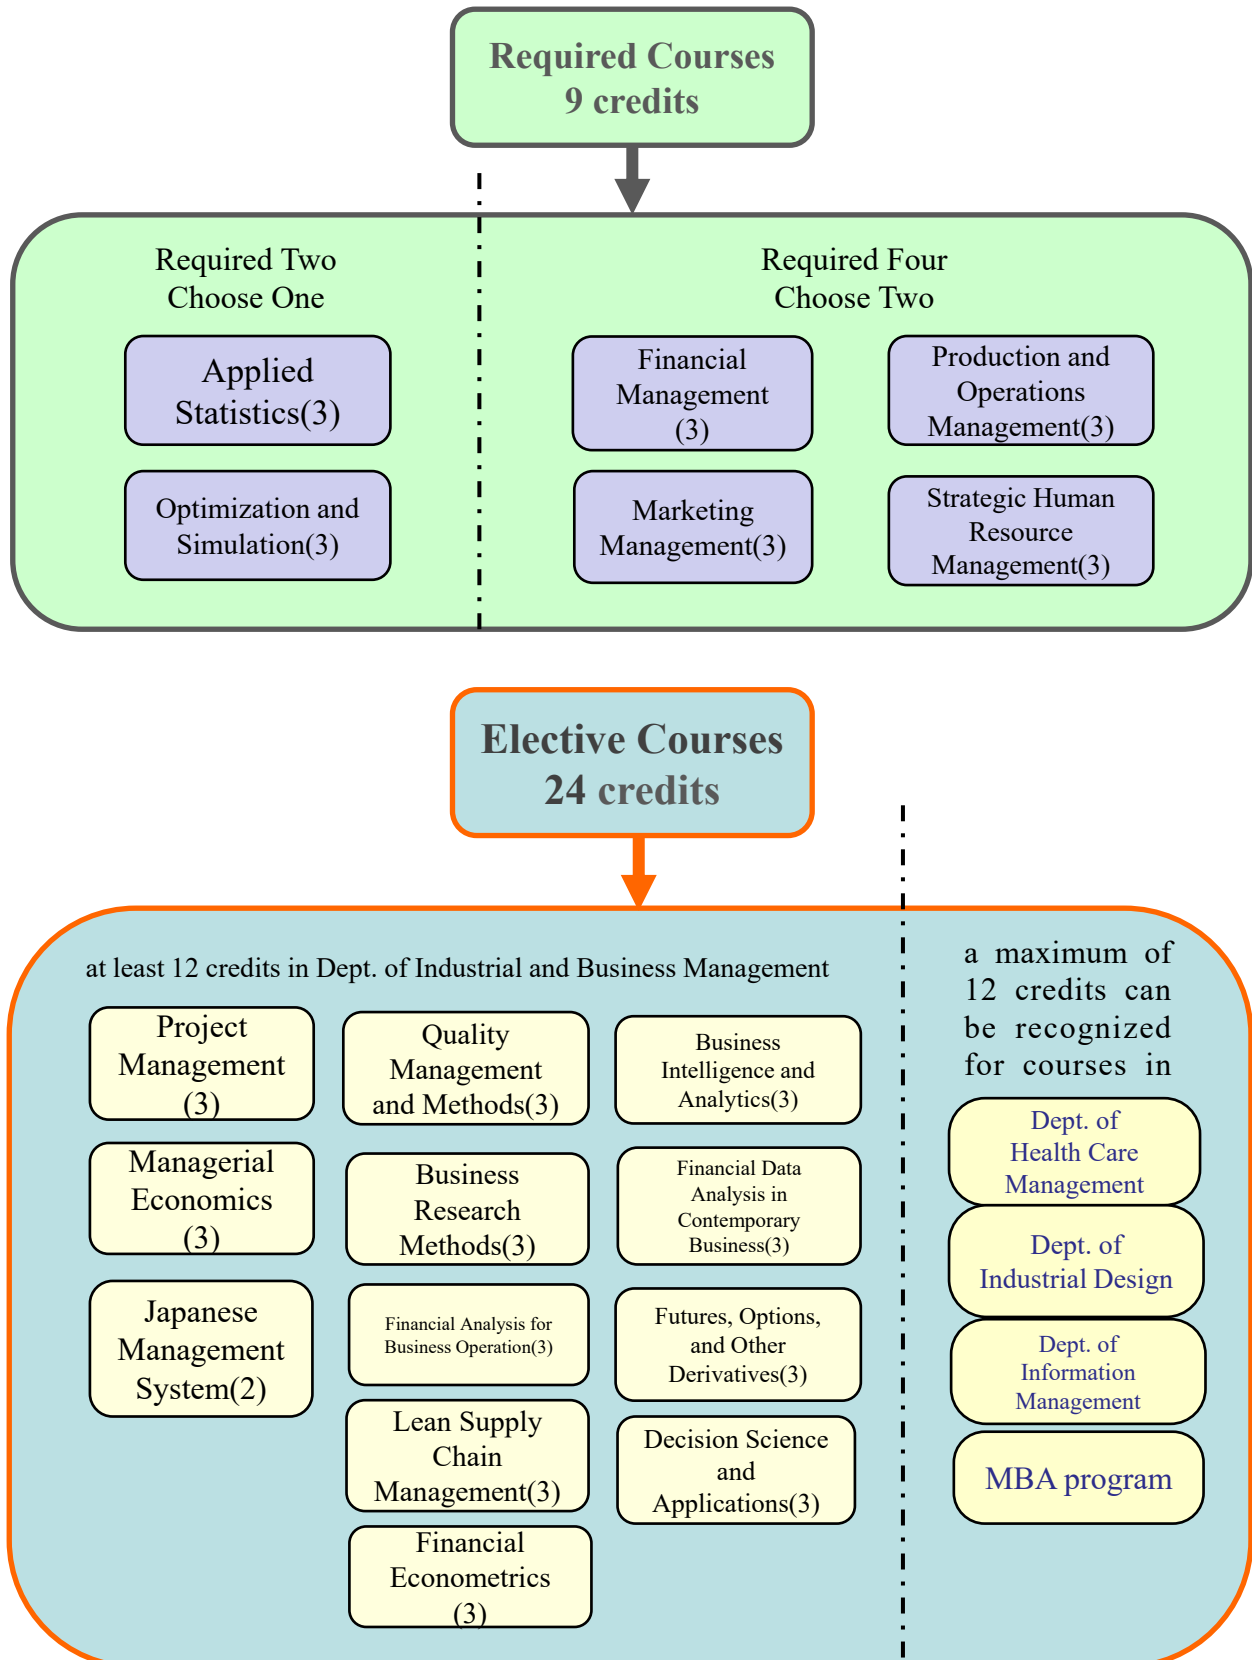 Required Courses
9 credits
Required Two
Choose One
Applied
Statistics(3)
Optimization and
Simulation(3)
Required Four
Choose Two
Financial
Management
(3)
Production and
Operations
Management(3)
Marketing
Management(3)
Strategic Human
Resource
Management(3)
Elective Courses
24 credits
at least 12 credits in Dept. of Industrial and Business Management
Project
Management
(3)
Managerial
Economics
(3)
Japanese
Management
System(2)
Quality
Management
and Methods(3)
Business
Research
Methods(3)
Financial Analysis for
Business Operation(3)
Lean Supply
Chain
Management(3)
Financial
Econometrics
(3)
Business
Intelligence and
Analytics(3)
Financial Data
Analysis in
Contemporary
Business(3)
Futures, Options,
and Other
Derivatives(3)
Decision Science
and
Applications(3)
a maximum of
12 credits can
be recognized
for courses in
Dept. of
Health Care
Management
Dept. of
Industrial Design
Dept. of
Information
Management
MBA program